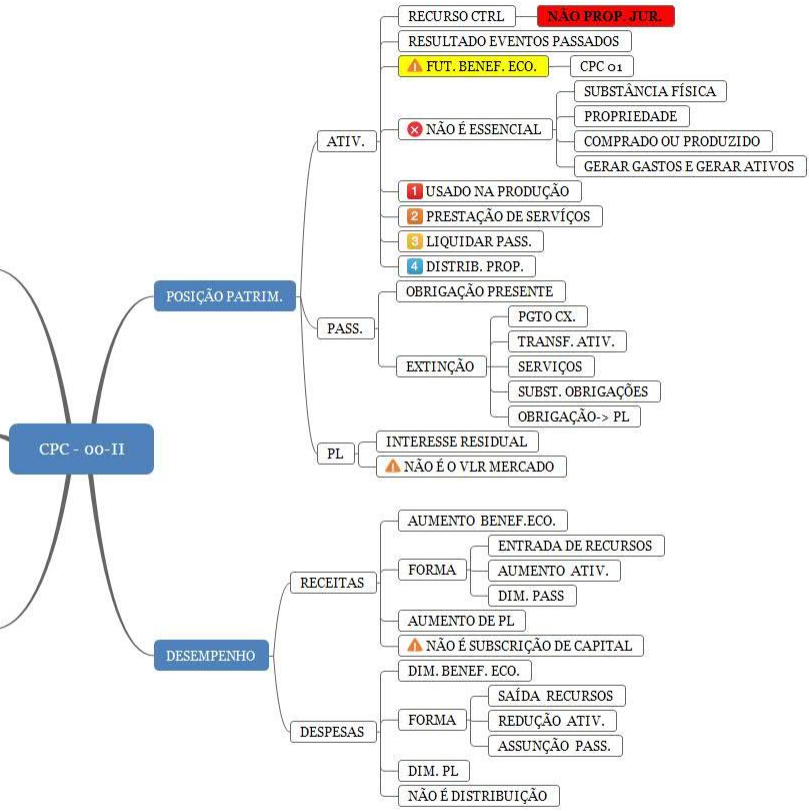 RECURSO CTRL
NÃO PROP. JUR.
RESULTADO EVENTOS PASSADOS
FUT. BENEF. ECO.
CPC 01
SUBSTÂNCIA FÍSICA
PROPRIEDADE
NÃO É ESSENCIAL
COMPRADO OU PRODUZIDO
ATIV.
GERAR GASTOS E GERAR ATIVOS
1 USADO NA PRODUÇÃO
2 PRESTAÇÃO DE SERVÍÇOS
3 LIQUIDAR PASS.
4 DISTRIB. PROP.
POSIÇÃO PATRIM.
OBRIGAÇÃO PRESENTE
PASS.
PGTO CX.
TRANSF. ATIV.
EXTINÇÃO
SERVIÇOS
SUBST. OBRIGAÇÕES
OBRIGAÇÃO-> PL
PL
INTERESSE RESIDUAL
NÃO É O VLR MERCADO
CPC - 00-II
AUMENTO BENEF.ECO.
ENTRADA DE RECURSOS
FORMA
AUMENTO ATIV.
RECEITAS
DIM. PASS
AUMENTO DE PL
NÃO É SUBSCRIÇÃO DE CAPITAL
DESEMPENHO
DIM. BENEF. ECO.
SAÍDA RECURSOS
FORMA
REDUÇÃO ATIV.
DESPESAS
ASSUNÇÃO PASS.
DIM. PL
NÃO É DISTRIBUIÇÃO